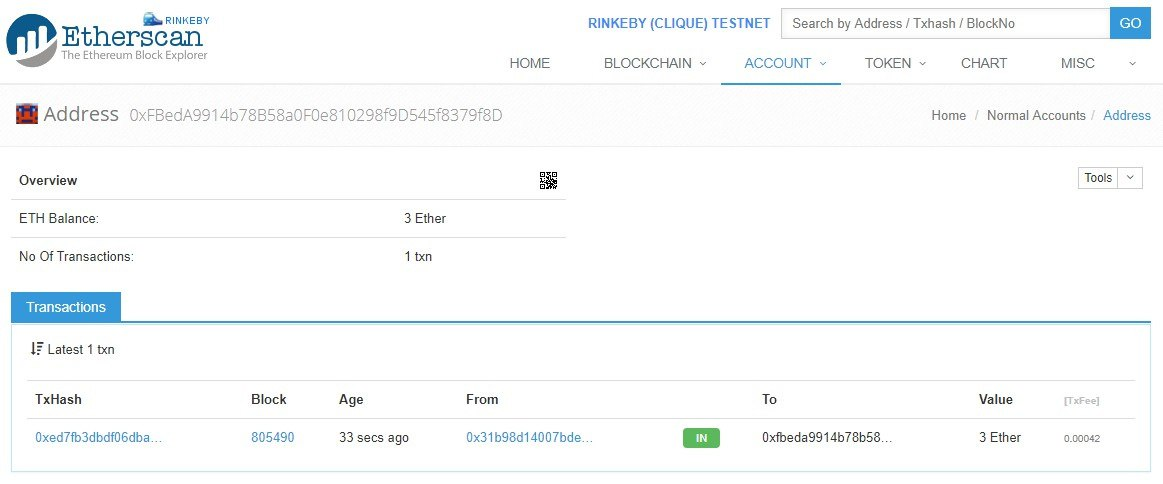 RINKEBY
Etherscan
The Ethereum Block Explorer
RINKEBY (CLIQUE) TESTNET Search by Address / Txhash / BlockNo GO
HOME BLOCKCHAIN ACCOUNT TOKEN CHART MISC
Address 0xFBedA9914b78B58a0F0e810298f9D545f8379f8D Home / Normal Accounts / Address
Overview Tools
ETH Balance: 3 Ether
No Of Transactions: 1 txn
Transactions
Latest 1 txn
TxHash Block Age From To Value [TxFee]
0xed7fb3dbdf06dba... 805490 33 secs ago 0x31b98d14007bde... IN 0xfbeda9914b78b58... 3 Ether 0.00042